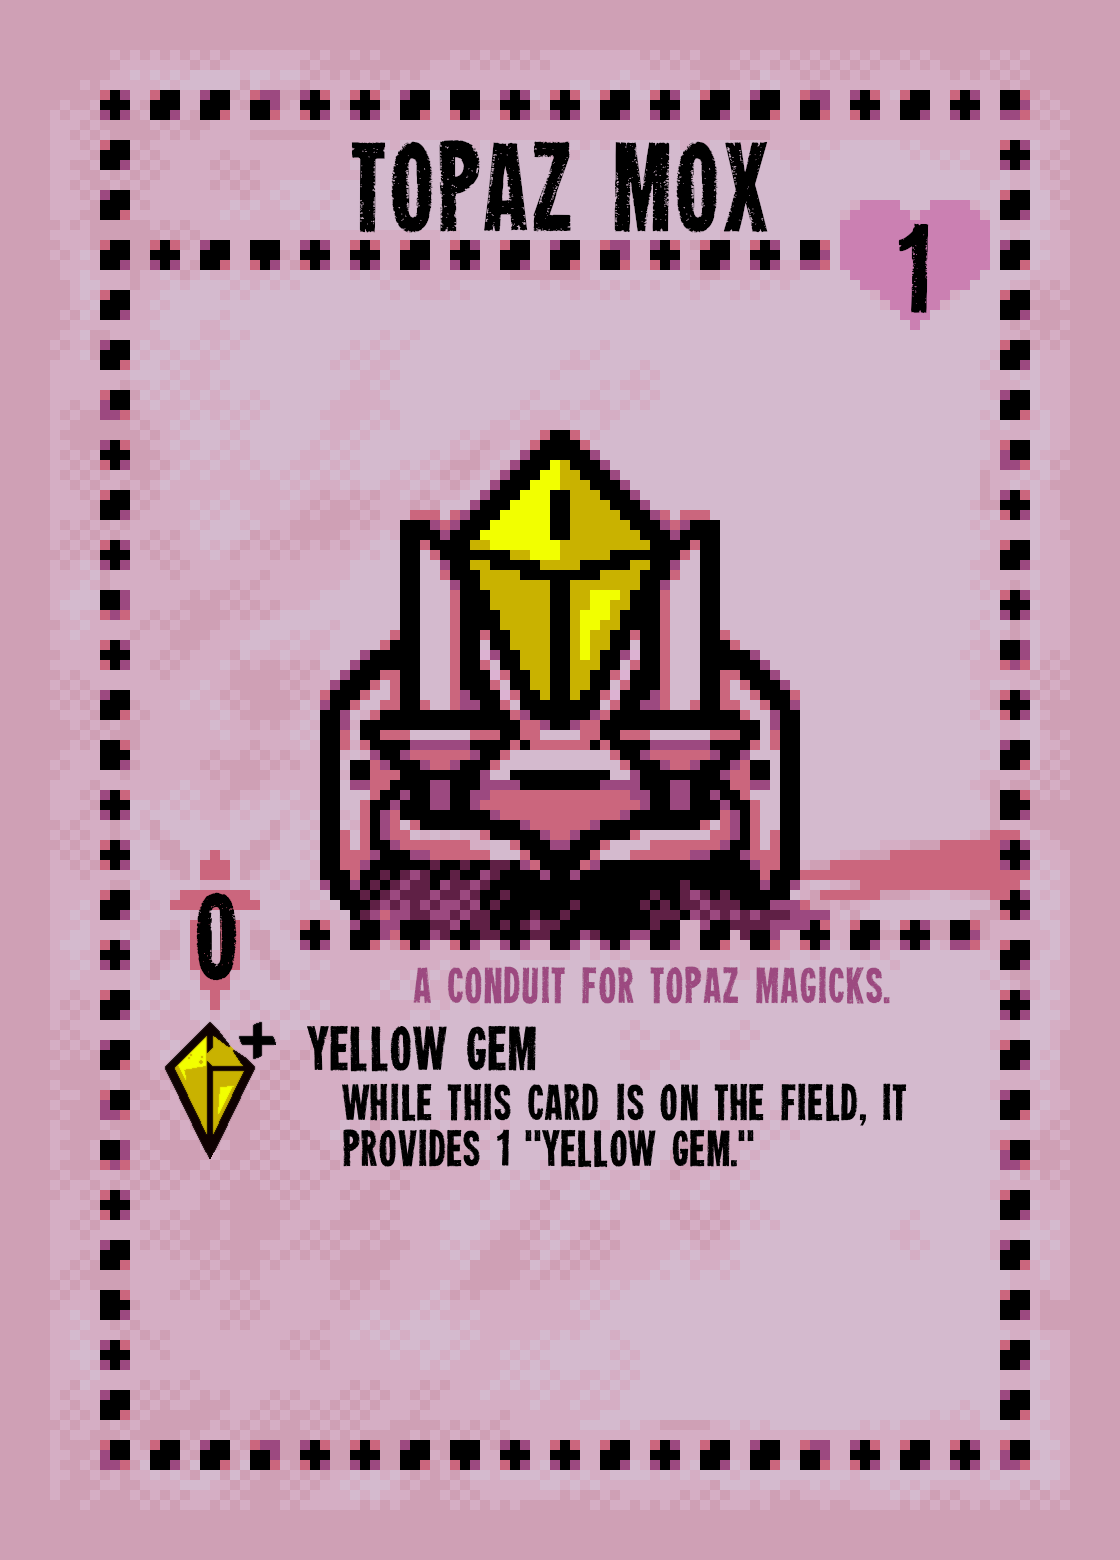 TOPAZ MOX
1
0
A CONDUIT FOR TOPAZ MAGICKS.
+
YELLOW GEM
WHILE THIS CARD IS ON THE FIELD, IT
PROVIDES 1 "YELLOW GEM."